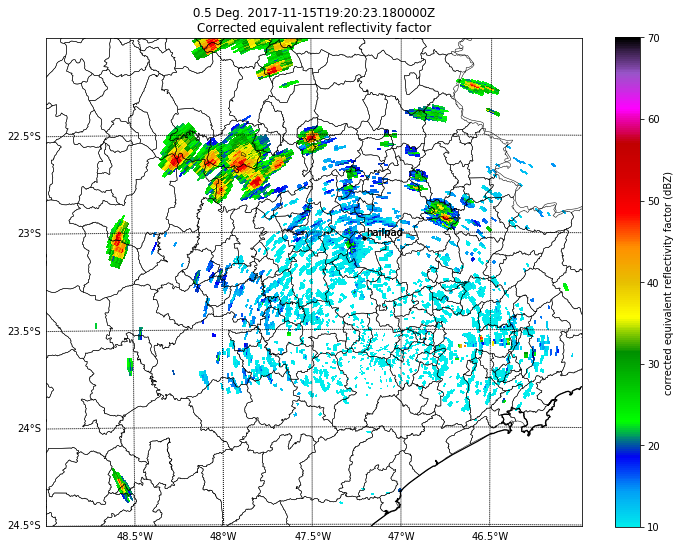 0.5 Deg. 2017-11-15T19:20:23.180000Z
Corrected equivalent reflectivity factor
22.5°S
23°S
23.5°S
24°S
24.5°S
48.5°W
48°W
47.5°W
47°W
46.5°W
hailpad
70
60
50
40
30
20
10
corrected equivalent reflectivity factor (dBZ)